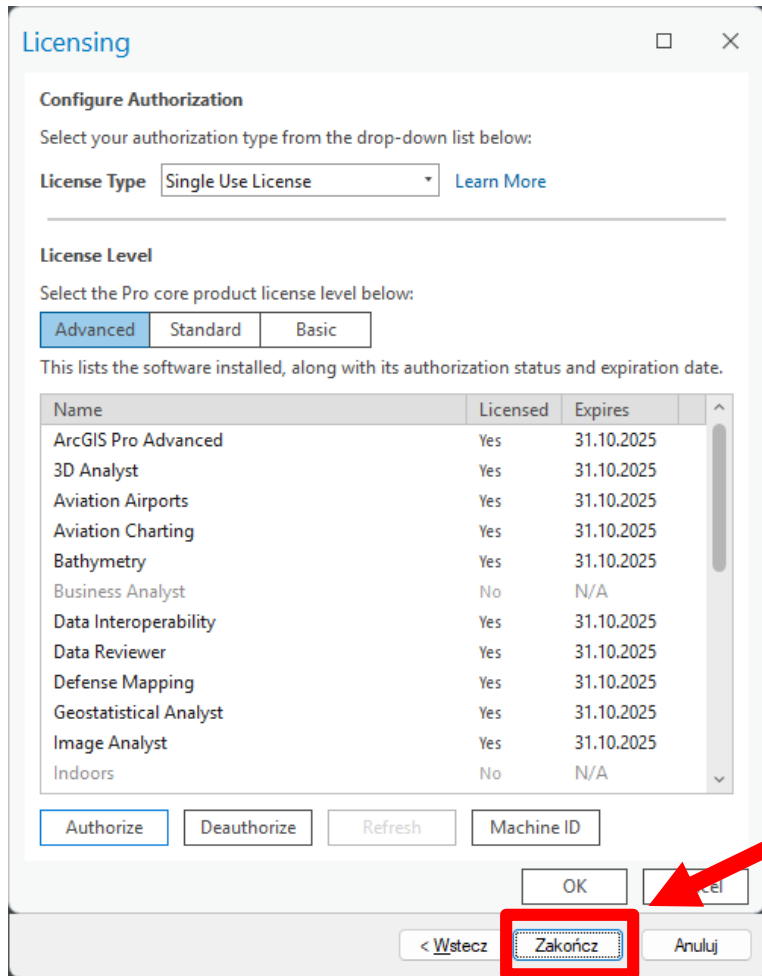 Licensing
Configure Authorization
Select your authorization type from the drop-down list below:
License Type Single Use License Learn More
License Level
Select the Pro core product license level below:
Advanced Standard Basic
This lists the software installed, along with its authorization status and expiration date.
Name Licensed Expires
ArcGIS Pro Advanced Yes 31.10.2025
3D Analyst Yes 31.10.2025
Aviation Airports Yes 31.10.2025
Aviation Charting Yes 31.10.2025
Bathymetry Yes 31.10.2025
Business Analyst No N/A
Data Interoperability Yes 31.10.2025
Data Reviewer Yes 31.10.2025
Defense Mapping Yes 31.10.2025
Geostatistical Analyst Yes 31.10.2025
Image Analyst Yes 31.10.2025
Indoors No N/A
Authorize Deauthorize Refresh Machine ID
OK
< Wstecz Zakończ Anuluj